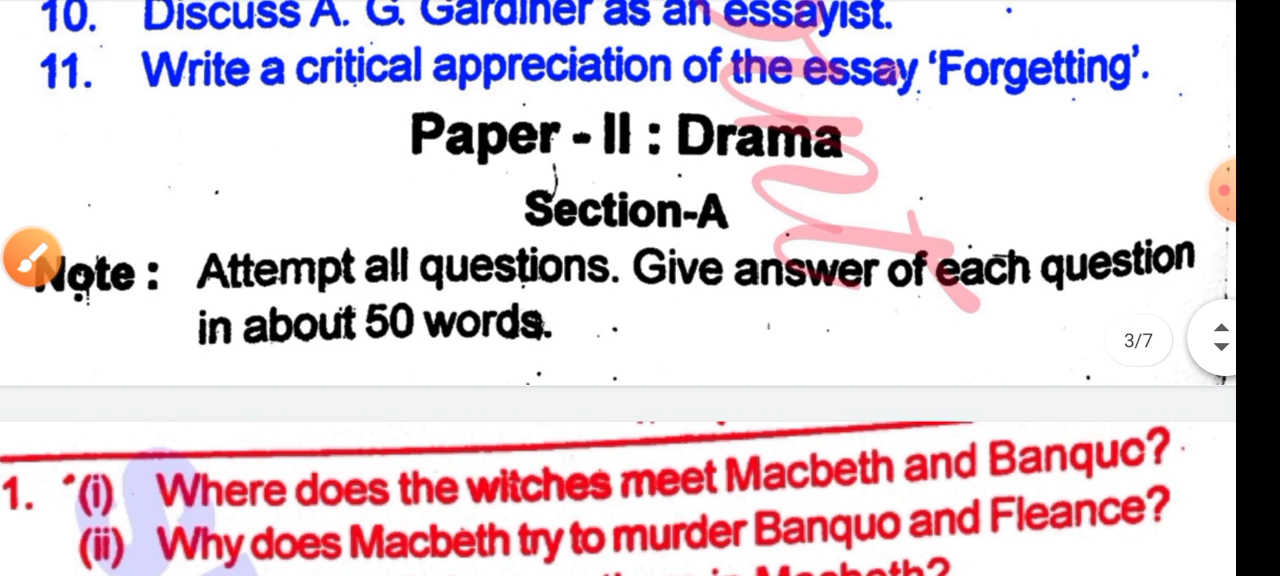 10. Discuss A. G. Gardiner as an essayist.
11. Write a critical appreciation of the essay 'Forgetting'.
Paper - II : Drama
Section-A
Note : Attempt all questions. Give answer of each question
in about 50 words.
3/7
1. (i) Where does the witches meet Macbeth and Banquo?
(ii) Why does Macbeth try to murder Banquo and Fleance?
in Macbeth?